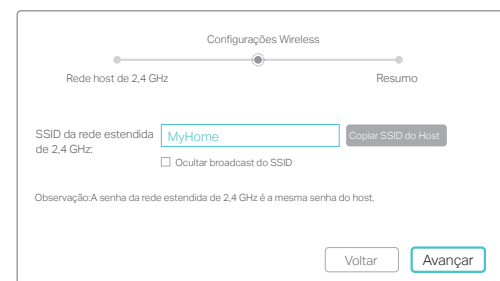 Configurações Wireless
Rede host de 2,4 GHz
Resumo
SSID da rede estendida
de 2,4 GHz:
MyHome
Copiar SSID do Host
Ocultar broadcast do SSID
Observação:A senha da rede estendida de 2,4 GHz é a mesma senha do host.
Voltar
Avançar